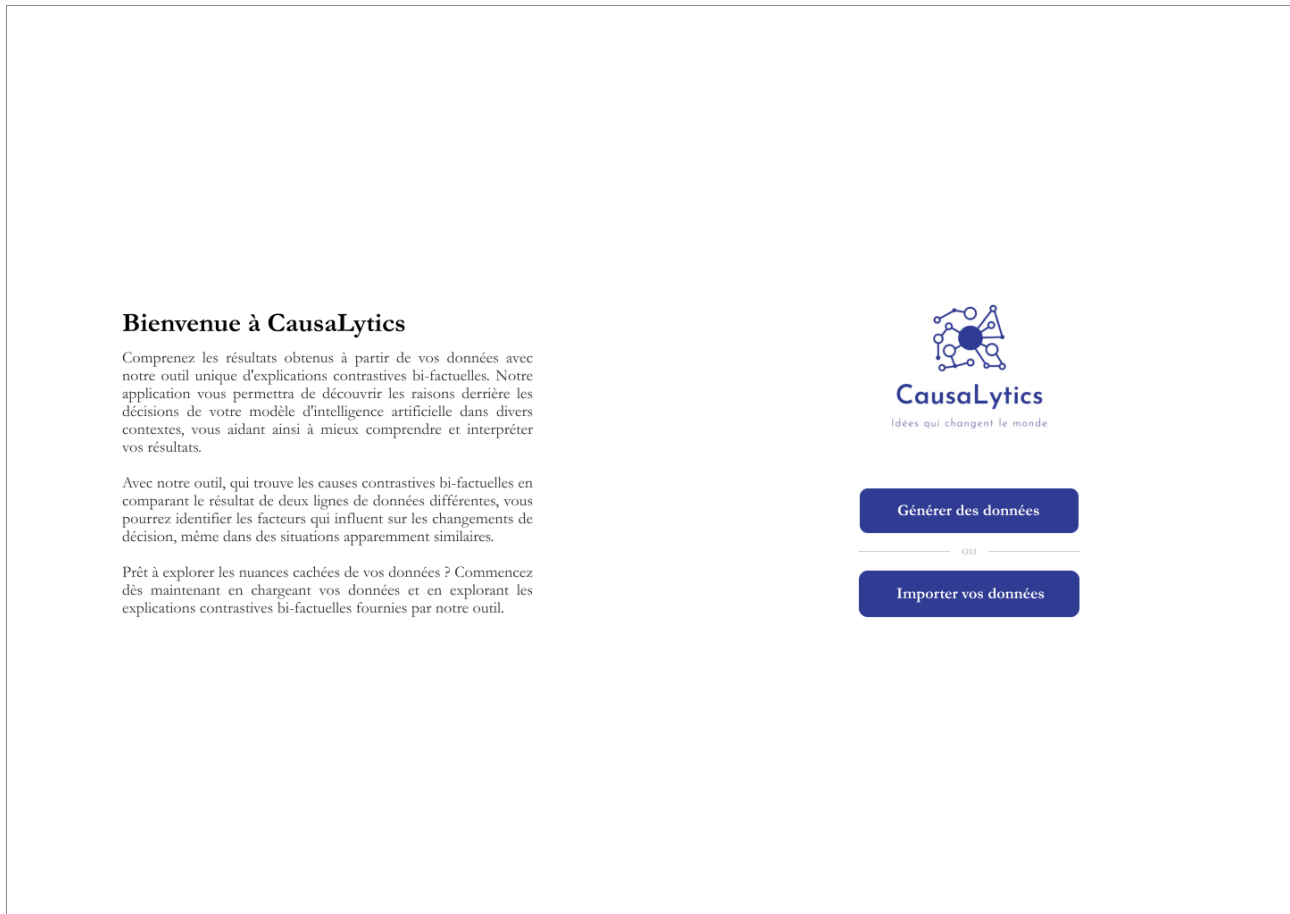 Bienvenue à CausaLytics
Comprenez les résultats obtenus à partir de vos données avec
notre outil unique d'explications contrastives bi-factuelles. Notre
application vous permettra de découvrir les raisons derrière les
décisions de votre modèle d'intelligence artificielle dans divers
contextes, vous aidant ainsi à mieux comprendre et interpréter
vos résultats.
Avec notre outil, qui trouve les causes contrastives bi-factuelles en
comparant le résultat de deux lignes de données différentes, vous
pourrez identifier les facteurs qui influent sur les changements de
décision, même dans des situations apparemment similaires.
Prêt à explorer les nuances cachées de vos données ? Commencez
dès maintenant en chargeant vos données et en explorant les
explications contrastives bi-factuelles fournies par notre outil.
CausaLytics
Idées qui changent le monde
Générer des données
ou
Importer vos données